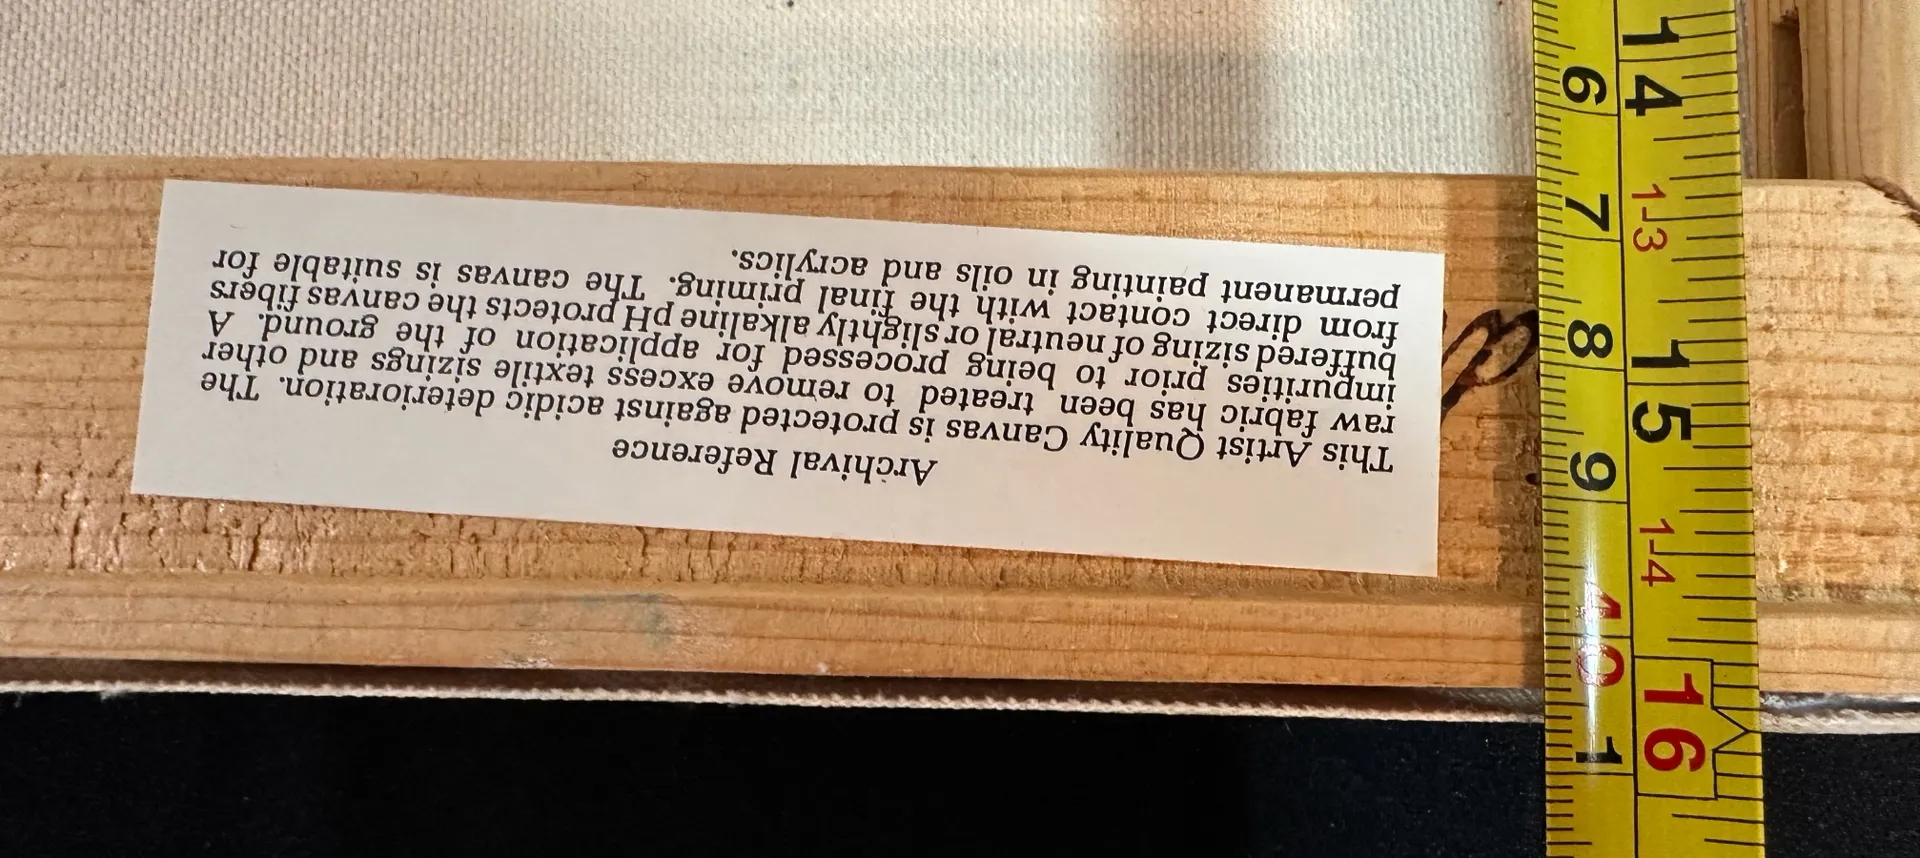 Archival Reference
This Artist Quality Canvas is protected against acidic deterioration. The
raw fabric has been treated to remove excess textile sizings and other
impurities prior to being processed for application of the ground. A
buffered sizing of neutral or slightly alkaline pH protects the canvas fibers
from direct contact with the final priming. The canvas is suitable for
permanent painting in oils and acrylics.
1
6 14
7 1-3
8 15
9 1-4
40 16
1